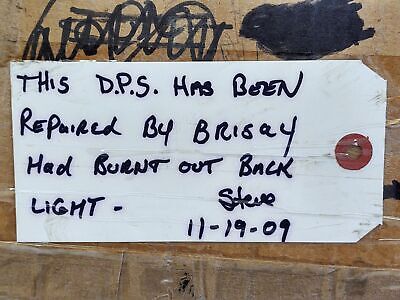 THIS D.P.S. HAS BEEN
RePaired By BRISAY
Had BURNT OUT BACK
LIGHT - Steve
11-19-09